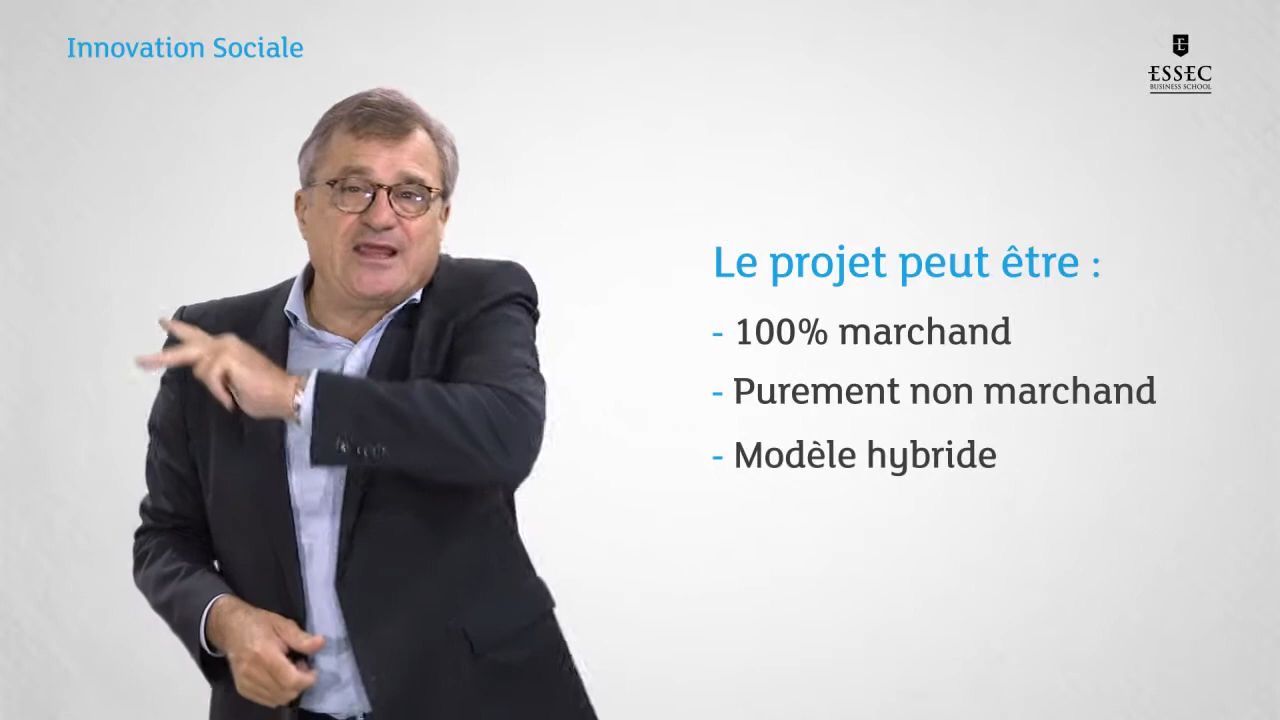 Innovation Sociale
ESSEC
BUSINESS SCHOOL
Le projet peut être :
- 100% marchand
- Purement non marchand
- Modèle hybride